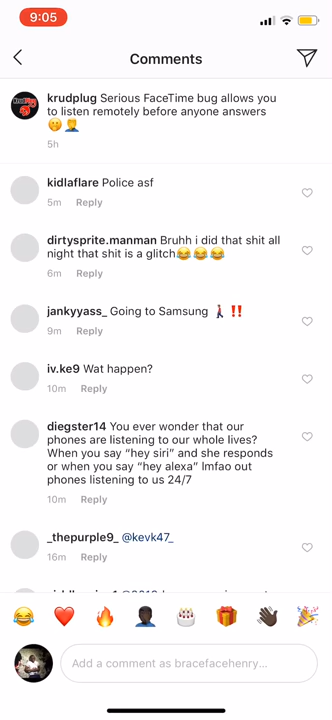 9:05
Comments
krudplug Serious FaceTime bug allows you
to listen remotely before anyone answers
🤫🤦‍♂️
5h
kidlaflare Police asf
5m Reply
dirtysprite.manman Bruhh i did that shit all
night that shit is a glitch😂😂😂
6m Reply
jankyyass_ Going to Samsung 🚶🏿‍♂️ ‼️
9m Reply
iv.ke9 Wat happen?
10m Reply
diegster14 You ever wonder that our
phones are listening to our whole lives?
When you say “hey siri” and she responds
or when you say “hey alexa” lmfao out
phones listening to us 24/7
10m Reply
_thepurple9_ @kevk47_
16m Reply
Add a comment as bracefacehenry...